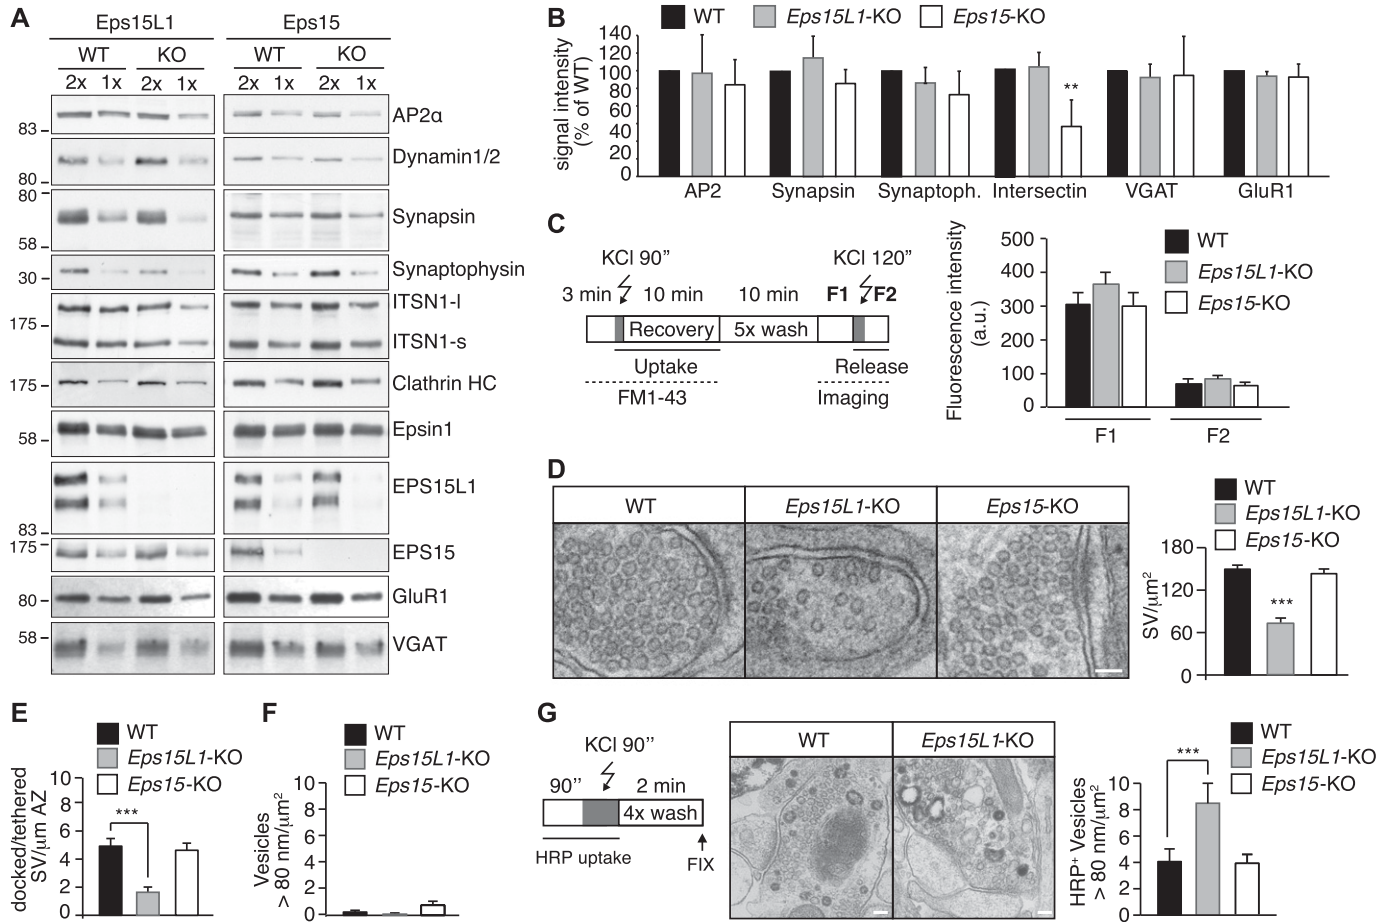 A
Eps15L1
Eps15
WT
KO
WT
KO
2x 1x 2x 1x
2x 1x 2x 1x
83
AP2α
80
Dynamin1/2
80
58
Synapsin
30
Synaptophysin
175
ITSN1-l
ITSN1-s
175
Clathrin HC
58
Epsin1
83
EPS15L1
175
EPS15
80
GluR1
58
VGAT
B
WT
Eps15L1-KO
Eps15-KO
signal intensity
(% of WT)
140
120
100
80
60
40
20
0
**
AP2
Synapsin
Synaptoph.
Intersectin
VGAT
GluR1
C
KCl 90”
KCl 120”
3 min
10 min
10 min
F1
F2
Recovery
5x wash
Uptake
Release
FM1-43
Imaging
Fluorescence intensity
(a.u.)
500
400
300
200
100
0
WT
Eps15L1-KO
Eps15-KO
F1
F2
D
WT
Eps15L1-KO
Eps15-KO
WT
Eps15L1-KO
Eps15-KO
SV/μm²
180
120
60
0
***
E
WT
Eps15L1-KO
Eps15-KO
docked/tethered
SV/μm AZ
10
8
6
4
2
0
***
F
WT
Eps15L1-KO
Eps15-KO
Vesicles
> 80 nm/μm²
10
8
6
4
2
0
G
KCl 90’’
90’’
2 min
4x wash
HRP uptake
FIX
WT
Eps15L1-KO
WT
Eps15L1-KO
Eps15-KO
HRP⁺ Vesicles
> 80 nm/μm²
10
8
6
4
2
0
***